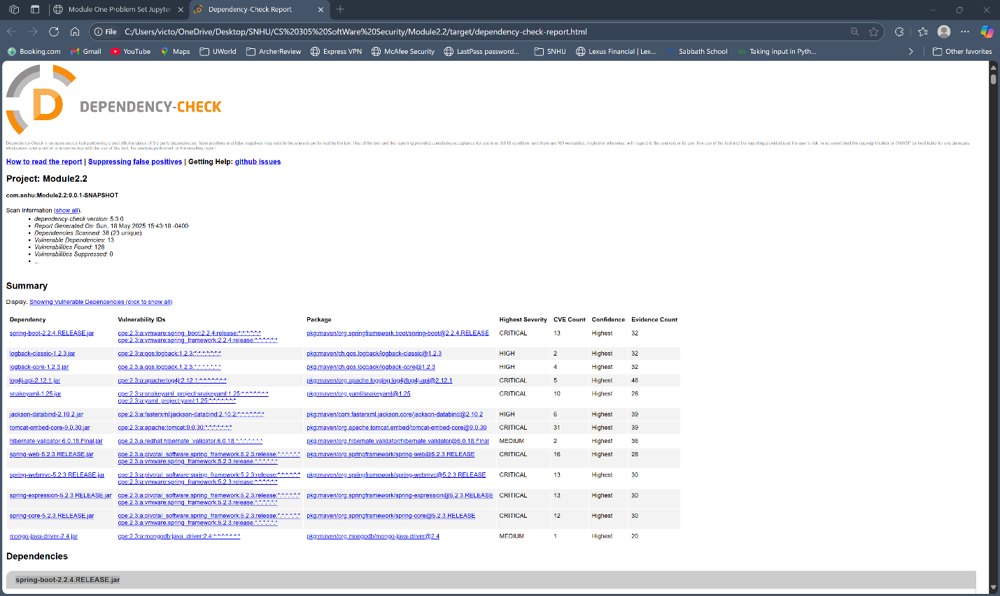 Module One Problem Set Jupyter
Dependency-Check Report
File C:/Users/victo/OneDrive/Desktop/SNHU/CS%20305%20SoftWare%20Security/Module2.2/target/dependency-check-report.html
Booking.com Gmail YouTube Maps UWorld ArcherReview Express VPN McAfee Security LastPass password... SNHU Lexus Financial | Lex... Sabbath School Taking input in Pyth... Other favorites
DEPENDENCY-CHECK
Dependency-Check is an open source tool performing a best effort analysis of 3rd party dependencies; false positives and false negatives may exist in the analysis performed by the tool. Use of the tool and the reporting provided constitutes acceptance for use in an AS IS condition, and there are NO warranties, implied or otherwise, with regard to the analysis or its use. Any use of the tool and the reporting provided is at the user's risk. In no event shall the copyright holder or OWASP be held liable for any damages
whatsoever arising out of or in connection with the use of this tool, the analysis performed, or the resulting report.
How to read the report | Suppressing false positives | Getting Help: github issues
Project: Module2.2
com.snhu:Module2.2:0.0.1-SNAPSHOT
Scan Information (show all):
• dependency-check version: 5.3.0
• Report Generated On: Sun, 18 May 2025 15:43:18 -0400
• Dependencies Scanned: 38 (23 unique)
• Vulnerable Dependencies: 13
• Vulnerabilities Found: 128
• Vulnerabilities Suppressed: 0
• ...
Summary
Display: Showing Vulnerable Dependencies (click to show all)
Dependency Vulnerability IDs Package Highest Severity CVE Count Confidence Evidence Count
spring-boot-2.2.4.RELEASE.jar cpe:2.3:a:vmware:spring_boot:2.2.4:release:*:*:*:*:*:* pkg:maven/org.springframework.boot/spring-boot@2.2.4.RELEASE CRITICAL 13 Highest 32
cpe:2.3:a:vmware:spring_framework:2.2.4:release:*:*:*:*:*:*
logback-classic-1.2.3.jar cpe:2.3:a:qos:logback:1.2.3:*:*:*:*:*:*:* pkg:maven/ch.qos.logback/logback-classic@1.2.3 HIGH 2 Highest 32
logback-core-1.2.3.jar cpe:2.3:a:qos:logback:1.2.3:*:*:*:*:*:*:* pkg:maven/ch.qos.logback/logback-core@1.2.3 HIGH 4 Highest 32
log4j-api-2.12.1.jar cpe:2.3:a:apache:log4j:2.12.1:*:*:*:*:*:*:* pkg:maven/org.apache.logging.log4j/log4j-api@2.12.1 CRITICAL 5 Highest 46
snakeyaml-1.25.jar cpe:2.3:a:snakeyaml_project:snakeyaml:1.25:*:*:*:*:*:*:* pkg:maven/org.yaml/snakeyaml@1.25 CRITICAL 10 Highest 28
cpe:2.3:a:yaml_project:yaml:1.25:*:*:*:*:*:*:*
jackson-databind-2.10.2.jar cpe:2.3:a:fasterxml:jackson-databind:2.10.2:*:*:*:*:*:*:* pkg:maven/com.fasterxml.jackson.core/jackson-databind@2.10.2 HIGH 6 Highest 39
tomcat-embed-core-9.0.30.jar cpe:2.3:a:apache:tomcat:9.0.30:*:*:*:*:*:*:* pkg:maven/org.apache.tomcat.embed/tomcat-embed-core@9.0.30 CRITICAL 31 Highest 39
hibernate-validator-6.0.18.Final.jar cpe:2.3:a:redhat:hibernate_validator:6.0.18:*:*:*:*:*:*:* pkg:maven/org.hibernate.validator/hibernate-validator@6.0.18.Final MEDIUM 2 Highest 36
spring-web-5.2.3.RELEASE.jar cpe:2.3:a:pivotal_software:spring_framework:5.2.3:release:*:*:*:*:*:* pkg:maven/org.springframework/spring-web@5.2.3.RELEASE CRITICAL 16 Highest 28
cpe:2.3:a:vmware:spring_framework:5.2.3:release:*:*:*:*:*:*
spring-webmvc-5.2.3.RELEASE.jar cpe:2.3:a:pivotal_software:spring_framework:5.2.3:release:*:*:*:*:*:* pkg:maven/org.springframework/spring-webmvc@5.2.3.RELEASE CRITICAL 13 Highest 30
cpe:2.3:a:vmware:spring_framework:5.2.3:release:*:*:*:*:*:*
spring-expression-5.2.3.RELEASE.jar cpe:2.3:a:pivotal_software:spring_framework:5.2.3:release:*:*:*:*:*:* pkg:maven/org.springframework/spring-expression@5.2.3.RELEASE CRITICAL 13 Highest 30
cpe:2.3:a:vmware:spring_framework:5.2.3:release:*:*:*:*:*:*
spring-core-5.2.3.RELEASE.jar cpe:2.3:a:pivotal_software:spring_framework:5.2.3:release:*:*:*:*:*:* pkg:maven/org.springframework/spring-core@5.2.3.RELEASE CRITICAL 12 Highest 30
cpe:2.3:a:vmware:spring_framework:5.2.3:release:*:*:*:*:*:*
mongo-java-driver-2.4.jar cpe:2.3:a:mongodb:java_driver:2.4:*:*:*:*:*:*:* pkg:maven/org.mongodb/mongo-java-driver@2.4 MEDIUM 1 Highest 20
Dependencies
spring-boot-2.2.4.RELEASE.jar